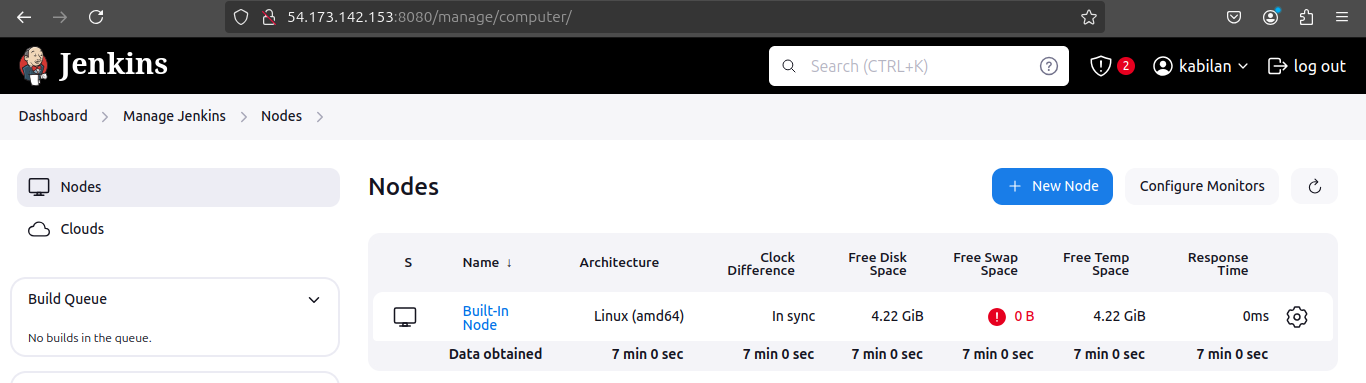 54.173.142.153:8080/manage/computer/
Jenkins
Search (CTRL+K)
?
2
kabilan
log out
Dashboard
Manage Jenkins
Nodes
Nodes
Clouds
Build Queue
No builds in the queue.
Nodes
+ New Node
Configure Monitors
S Name ↓ Architecture Clock Difference Free Disk Space Free Swap Space Free Temp Space Response Time
Built-In Node Linux (amd64) In sync 4.22 GiB ! 0 B 4.22 GiB 0ms
Data obtained 7 min 0 sec 7 min 0 sec 7 min 0 sec 7 min 0 sec 7 min 0 sec 7 min 0 sec